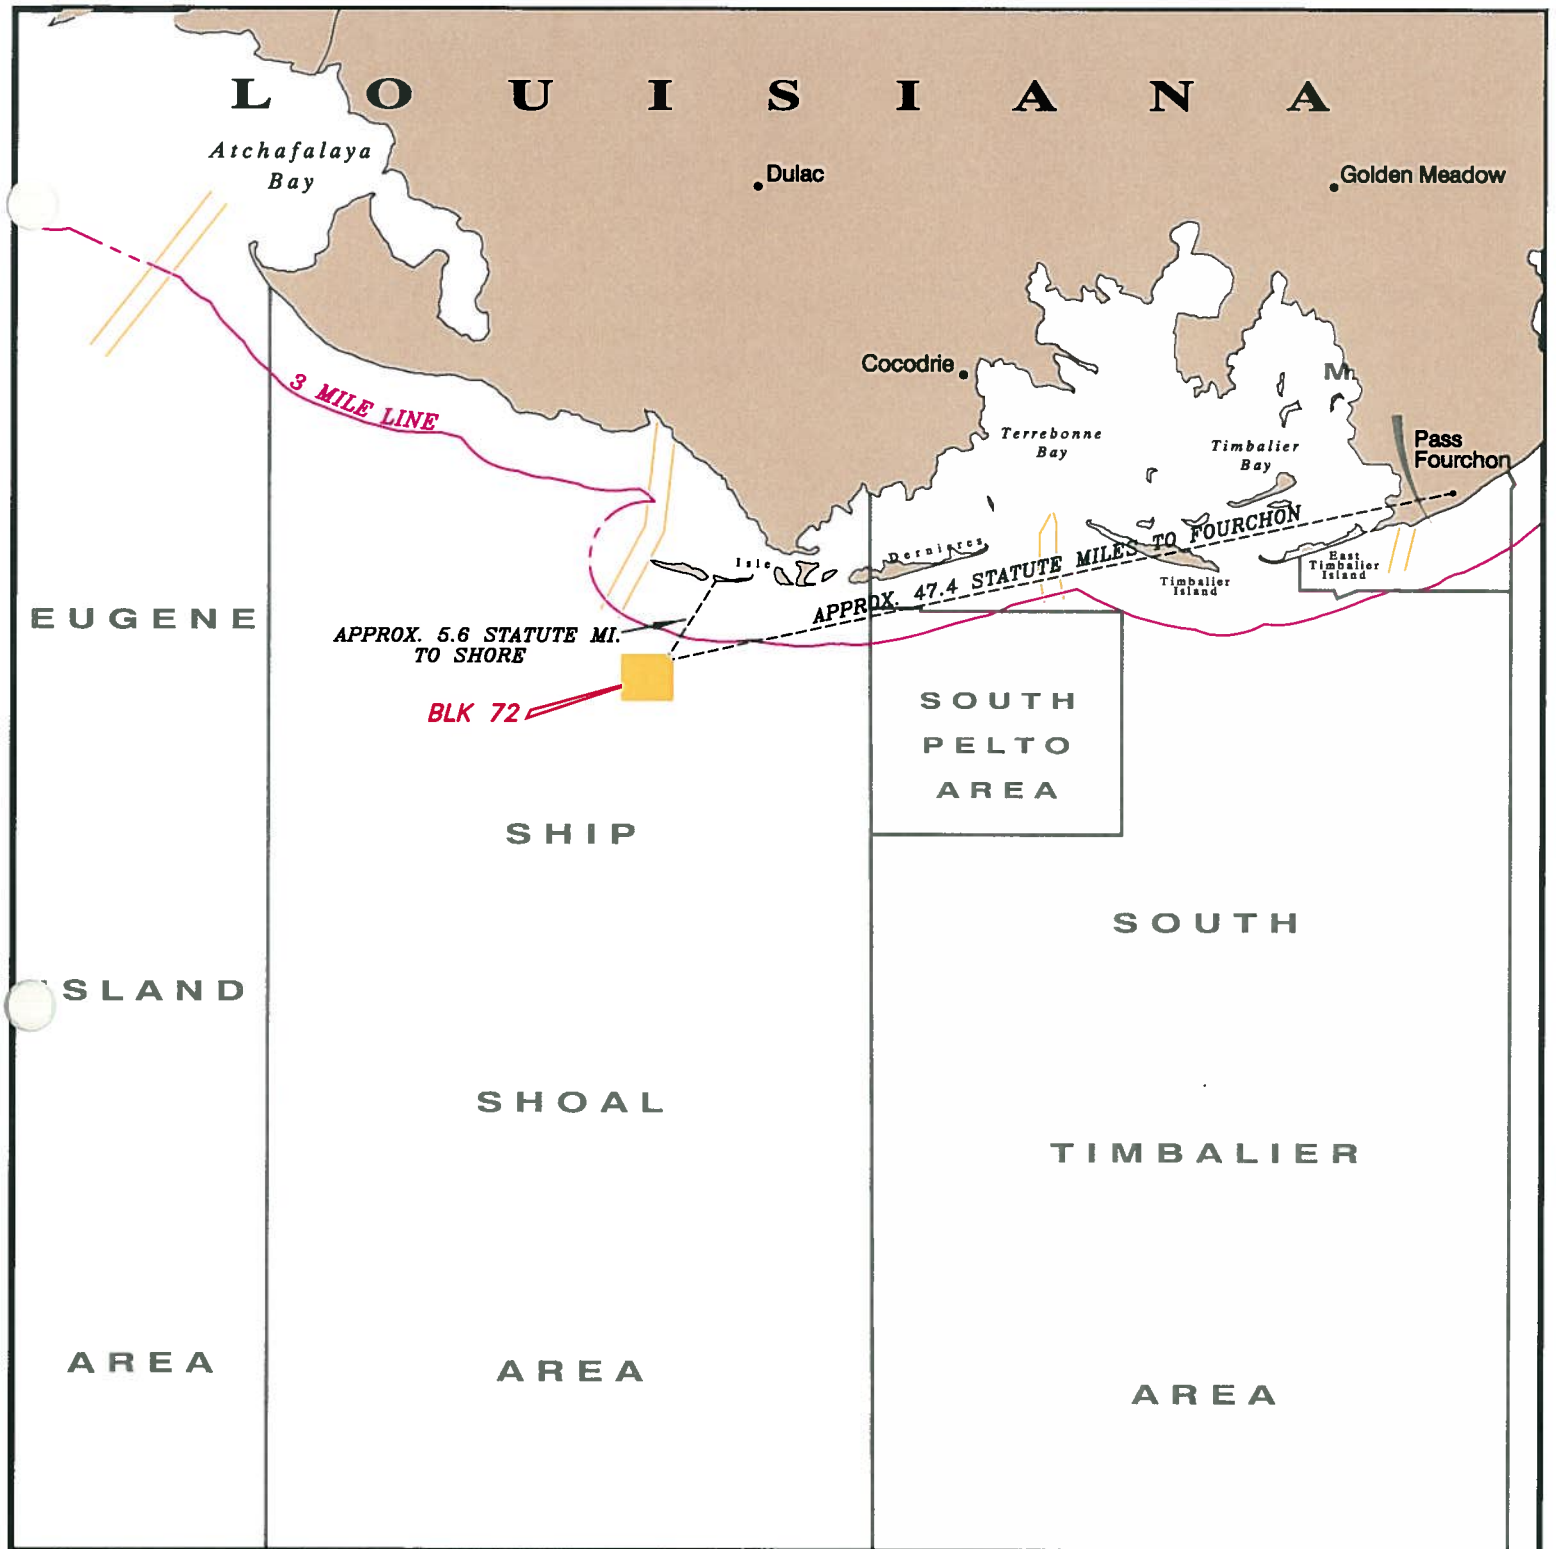 LOUISIANA
Atchafalaya
Bay
Dulac
Golden Meadow
Cocodrie
3 MILE LINE
Terrebonne
Bay
Timbalier
Bay
M
Pass
Fourchon
Isle
Dernieres
APPROX. 47.4 STATUTE MILES TO FOURCHON
East
Timbalier
Island
Timbalier
Island
APPROX. 5.6 STATUTE MI.
TO SHORE
BLK 72
EUGENE
ISLAND
AREA
SHIP
SHOAL
AREA
SOUTH
PELTO
AREA
SOUTH
TIMBALIER
AREA